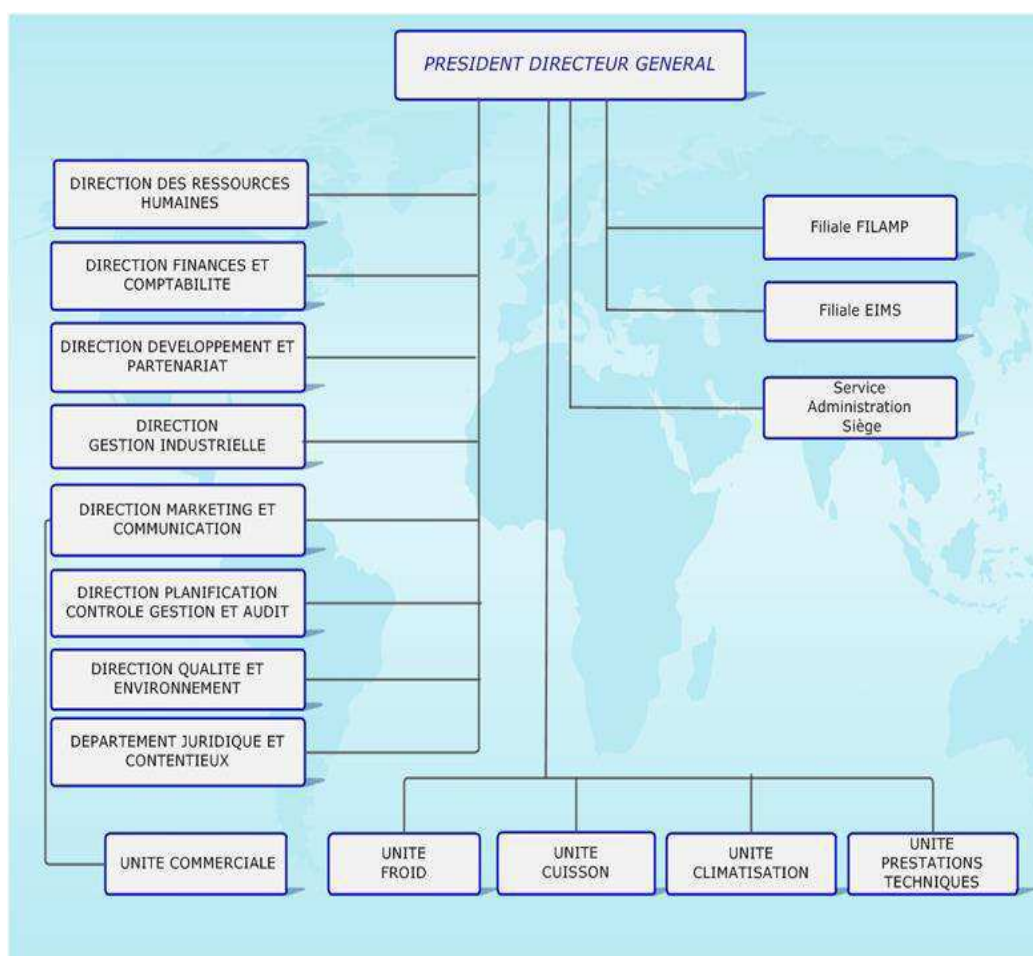 PRESIDENT DIRECTEUR GENERAL
DIRECTION DES RESSOURCES
HUMAINES
DIRECTION FINANCES ET
COMPTABILITE
DIRECTION DEVELOPPEMENT ET
PARTENARIAT
DIRECTION
GESTION INDUSTRIELLE
DIRECTION MARKETING ET
COMMUNICATION
DIRECTION PLANIFICATION
CONTROLE GESTION ET AUDIT
DIRECTION QUALITE ET
ENVIRONNEMENT
DEPARTEMENT JURIDIQUE ET
CONTENTIEUX
Filiale FILAMP
Filiale EIMS
Service
Administration
Siège
UNITE COMMERCIALE
UNITE
FROID
UNITE
CUISSON
UNITE
CLIMATISATION
UNITE
PRESTATIONS
TECHNIQUES